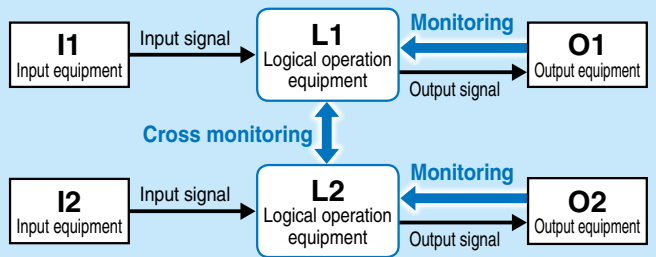 I1
Input equipment
Input signal
L1
Logical operation
equipment
Monitoring
Output signal
O1
Output equipment
Cross monitoring
I2
Input equipment
Input signal
L2
Logical operation
equipment
Monitoring
Output signal
O2
Output equipment